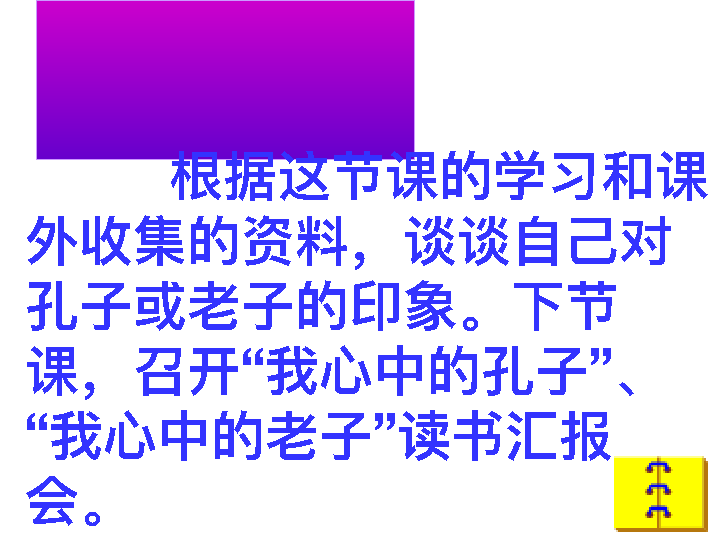 根据这节课的学习和课
外收集的资料，谈谈自己对
孔子或老子的印象。下节
课，召开“我心中的孔子”、
“我心中的老子”读书汇报
会。